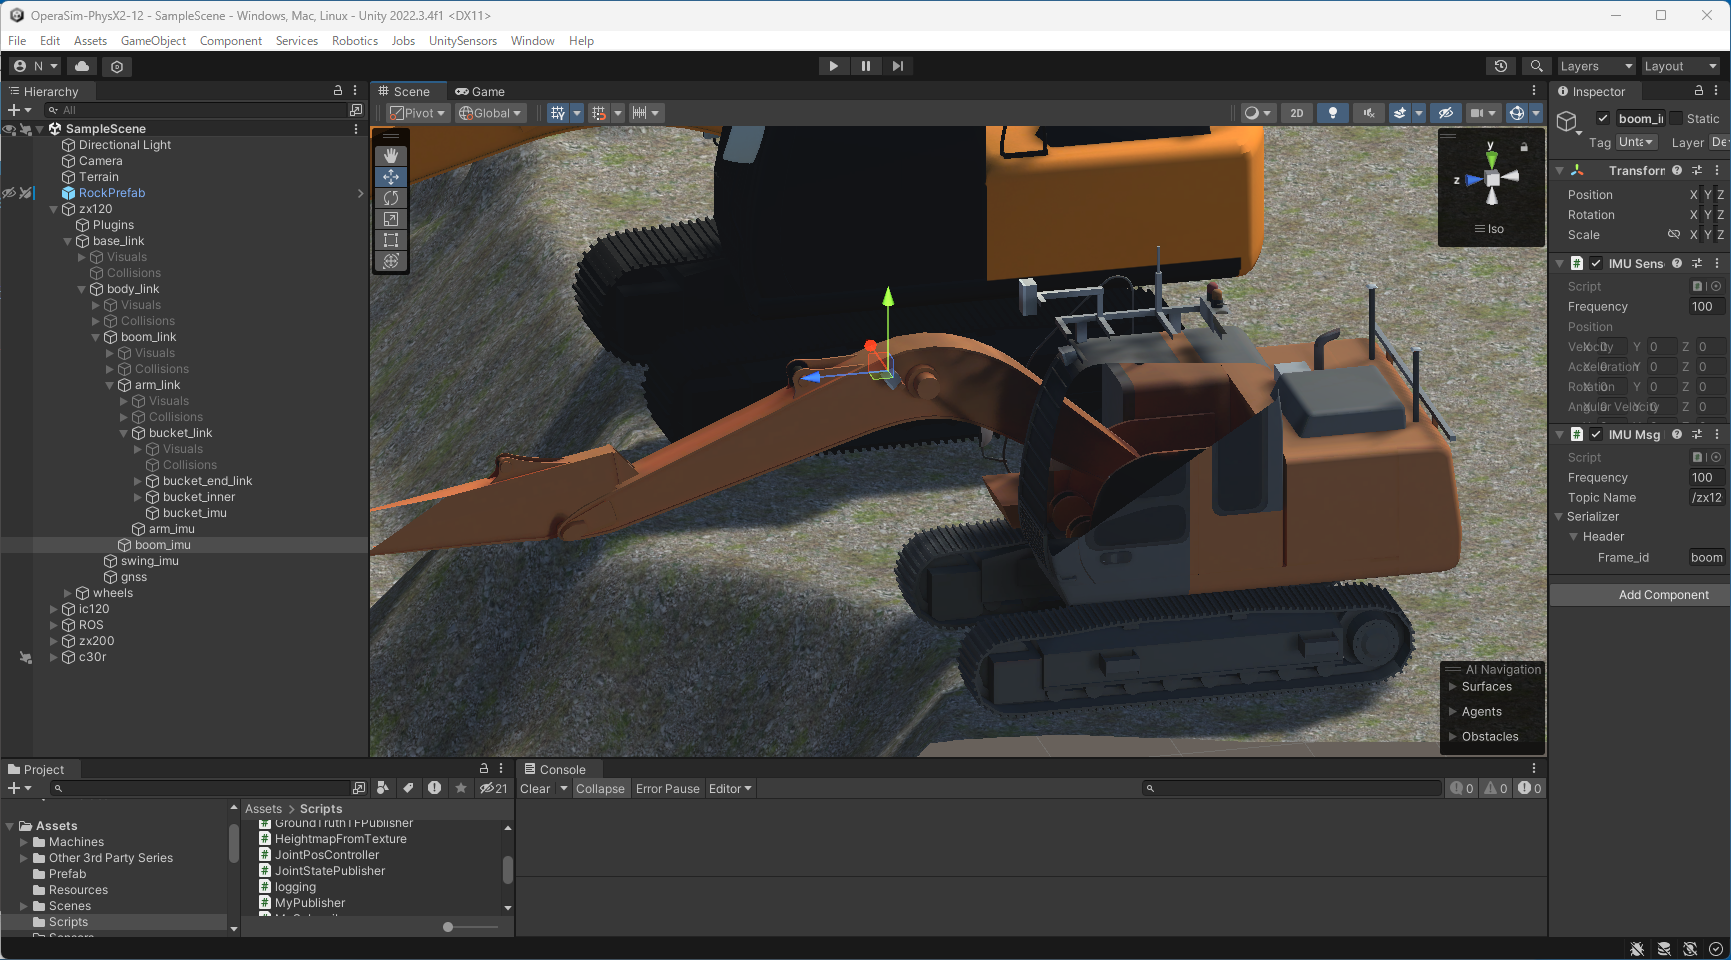 OperaSim-PhysX2-12 - SampleScene - Windows, Mac, Linux - Unity 2022.3.4f1 <DX11>
File Edit Assets GameObject Component Services Robotics Jobs UnitySensors Window Help
N
Layers Layout
Hierarchy
All
SampleScene
Directional Light
Camera
Terrain
RockPrefab
zx120
Plugins
base_link
Visuals
Collisions
body_link
Visuals
Collisions
boom_link
Visuals
Collisions
arm_link
Visuals
Collisions
bucket_link
Visuals
Collisions
bucket_end_link
bucket_inner
bucket_imu
arm_imu
boom_imu
swing_imu
gnss
wheels
ic120
ROS
zx200
c30r
Scene Game
Pivot Global 2D
y
z
Iso
AI Navigation
Surfaces
Agents
Obstacles
Inspector
boom_i Static
Tag Unta Layer De
Transform
Position X Y Z
Rotation X Y Z
Scale X Y Z
IMU Sens
Script
Frequency 100
Position
Velocity X 0 Y 0 Z 0
Acceleration X 0 Y 0 Z 0
Rotation X 0 Y 0 Z 0
Angular Velocity X 0 Y 0 Z 0
IMU Msg
Script
Frequency 100
Topic Name /zx12
Serializer
Header
Frame_id boom
Add Component
Project
21
Assets
Machines
Other 3rd Party Series
Prefab
Resources
Scenes
Scripts
Assets > Scripts
GroundTruthTFPublisher
HeightmapFromTexture
JointPosController
JointStatePublisher
logging
MyPublisher
Console
Clear Collapse Error Pause Editor
0 0 0